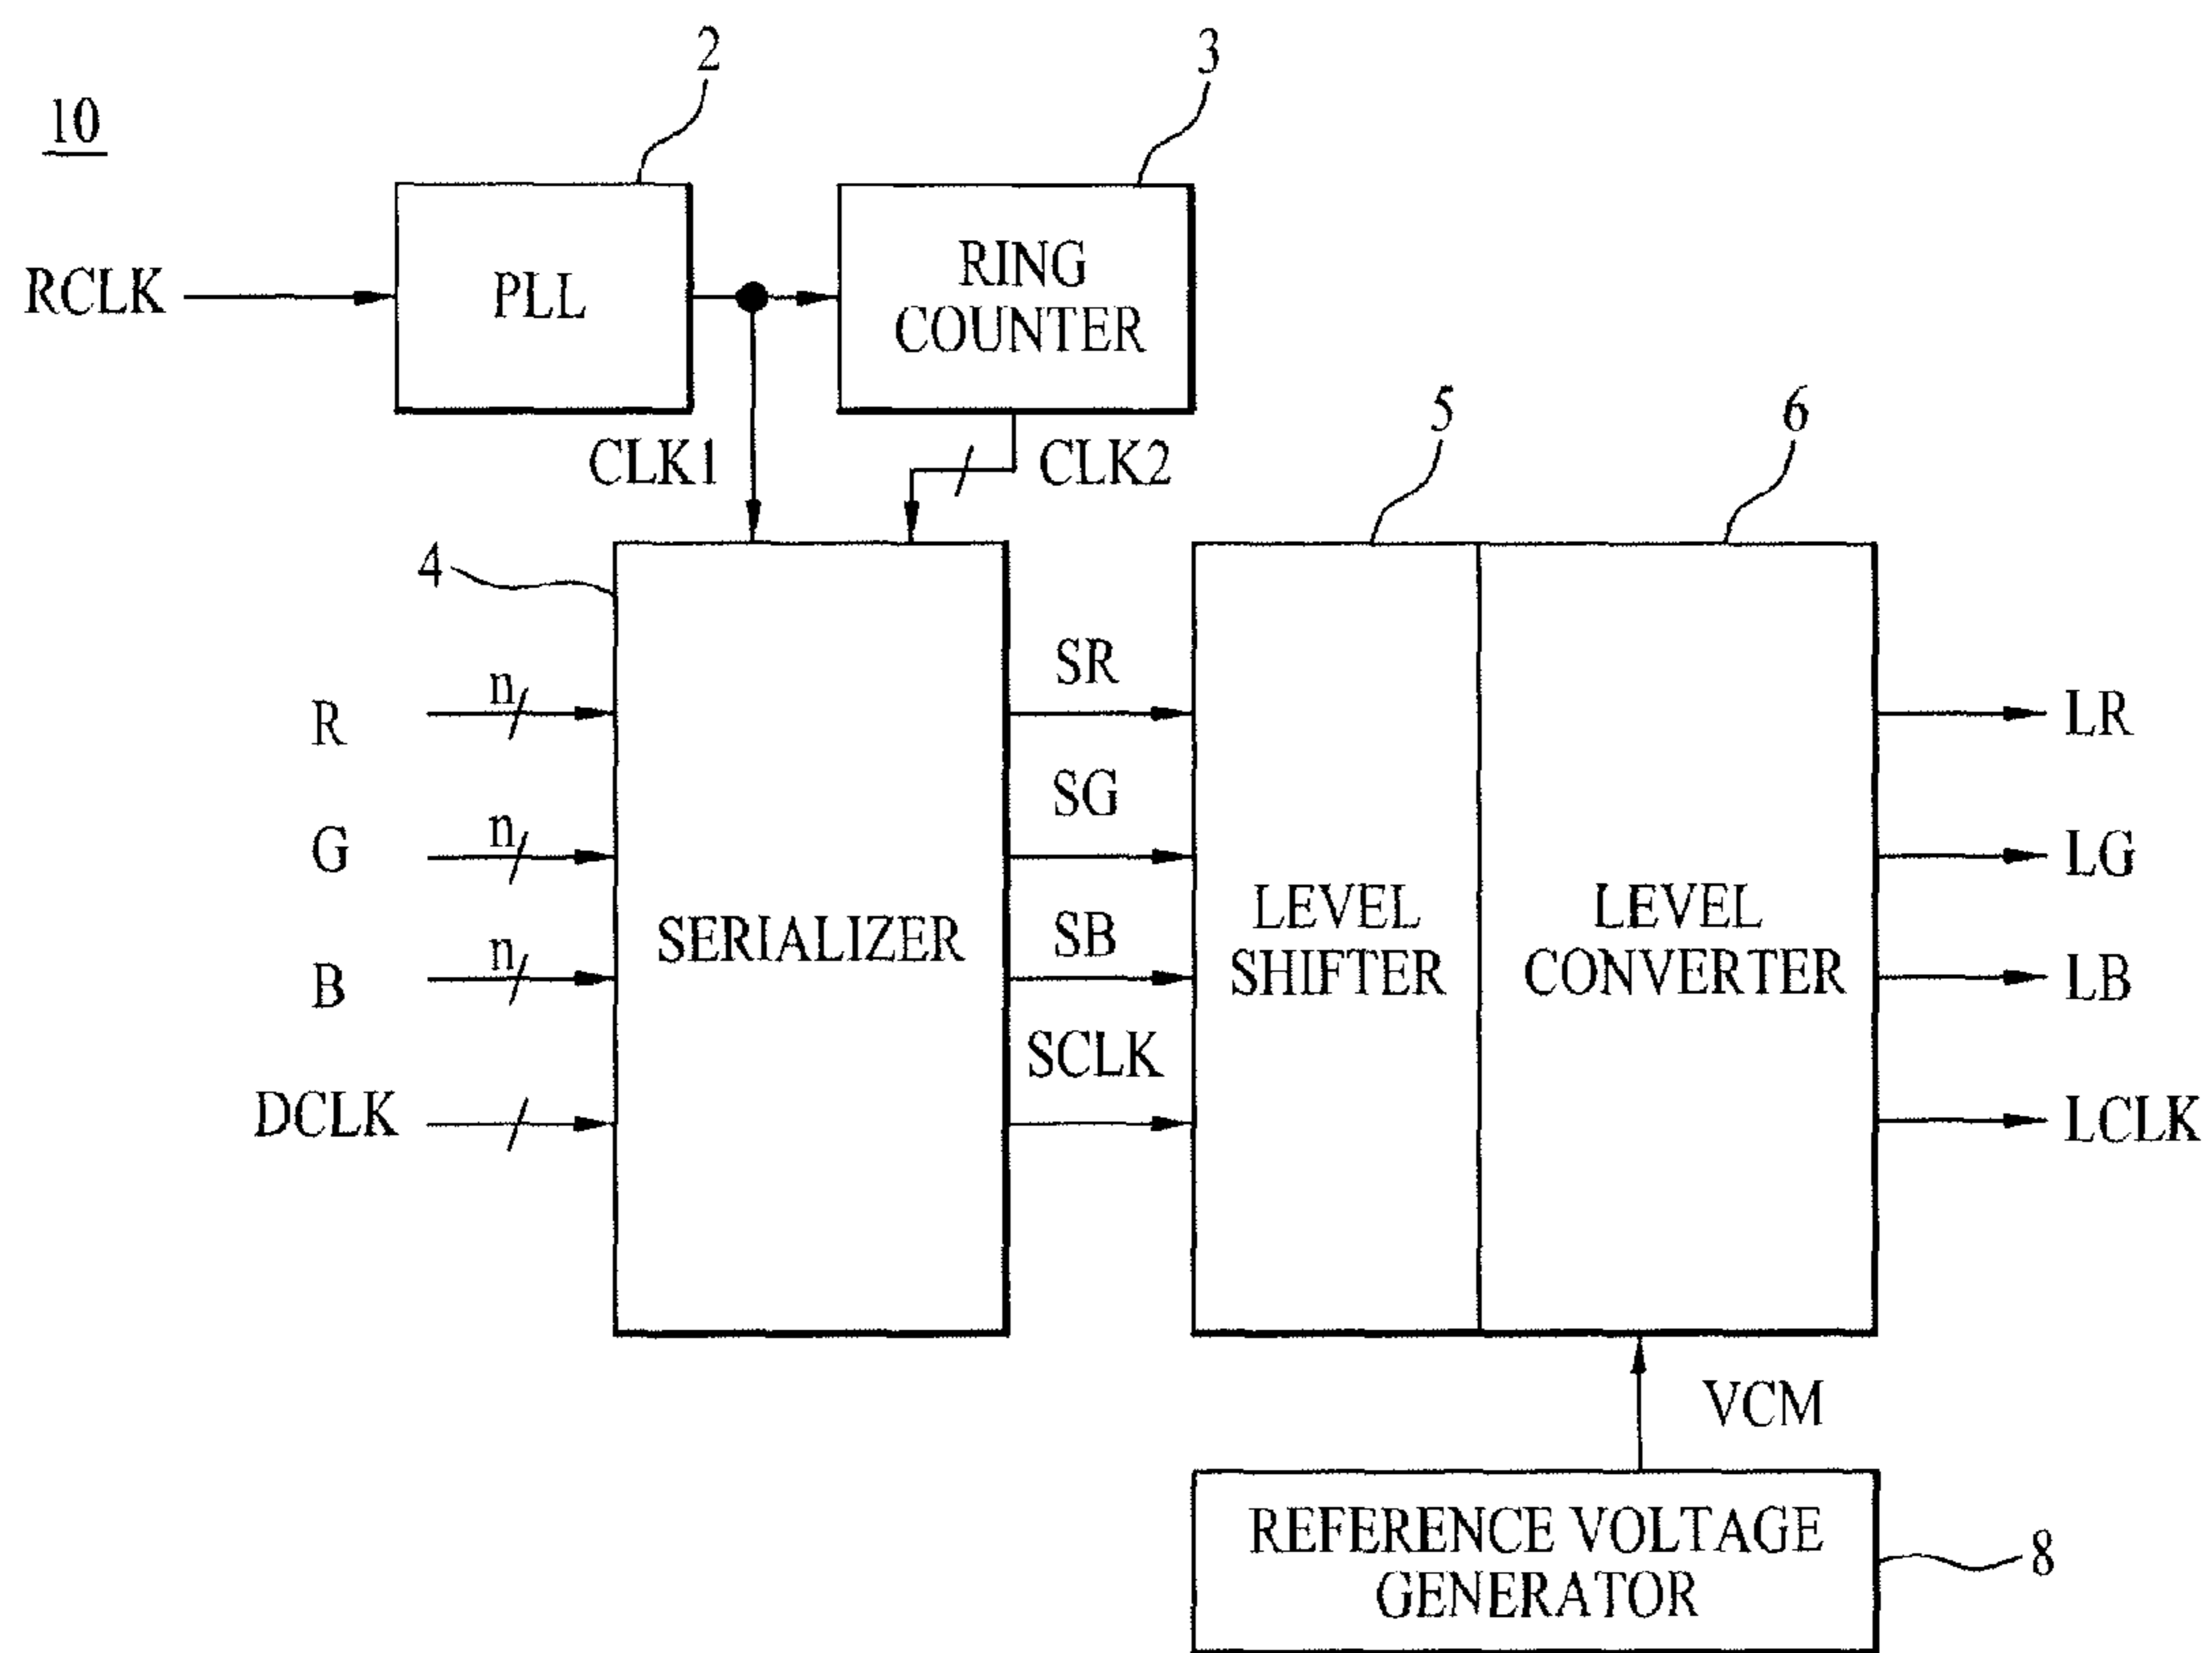 2
3
10
RCLK
PLL
RING
COUNTER
CLK1
CLK2
5
6
4
R
n
G
n
B
n
DCLK
SERIALIZER
SR
SG
SB
SCLK
LEVEL
SHIFTER
LEVEL
CONVERTER
LR
LG
LB
LCLK
VCM
REFERENCE VOLTAGE
GENERATOR
8